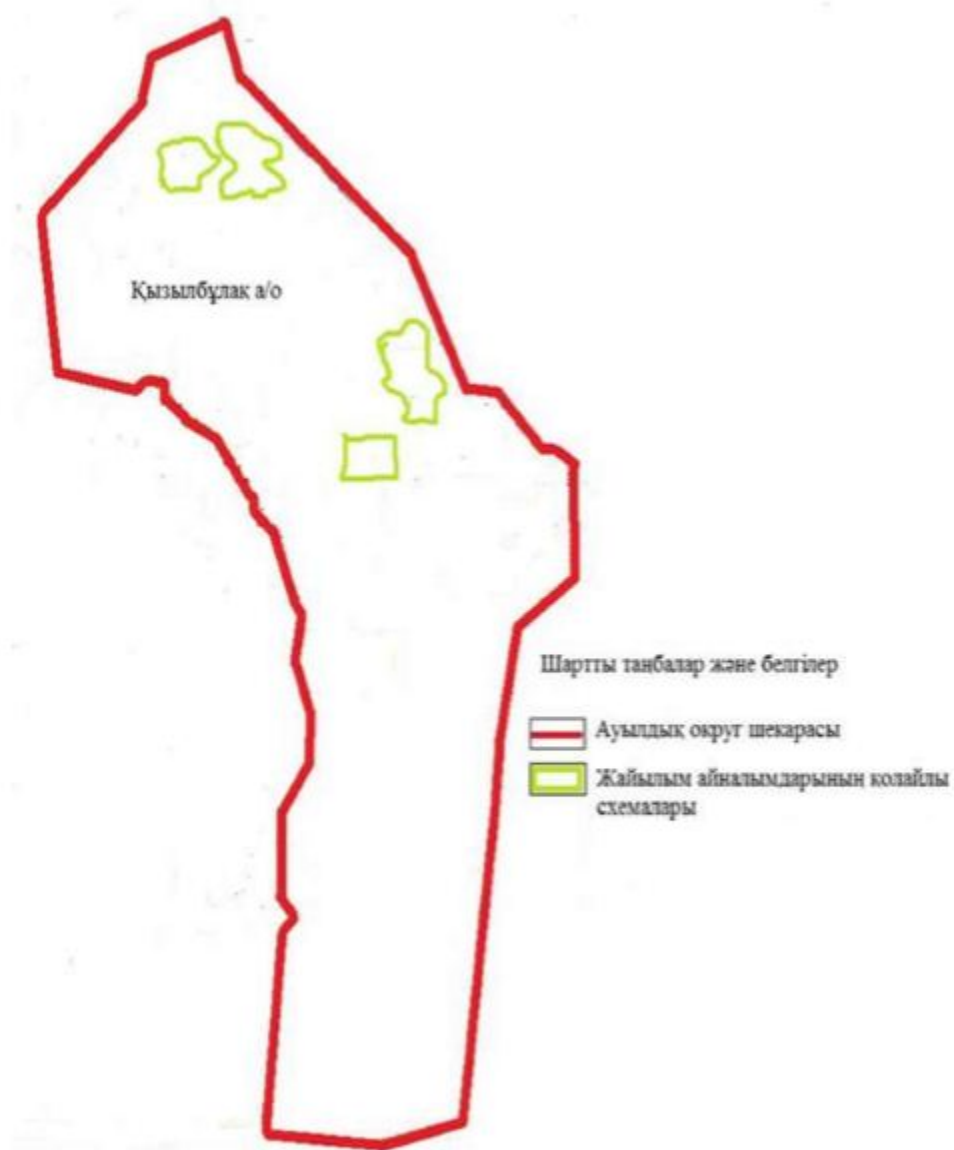 Қызылбұлақ а/о
Шартты таңбалар және белгілер
Ауылдық округ шекарасы
Жайылым айналымдарының қолайлы
схемалары